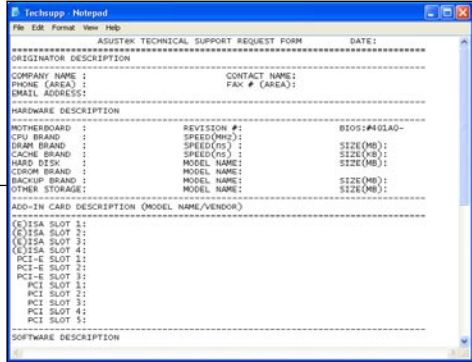 Techsupp - Notepad
File Edit Format View Help
ASUSTeK TECHNICAL SUPPORT REQUEST FORM DATE:
ORIGINATOR DESCRIPTION
COMPANY NAME : CONTACT NAME:
PHONE (AREA) : FAX # (AREA):
EMAIL ADDRESS:
HARDWARE DESCRIPTION
MOTHERBOARD : REVISION #: BIOS:#401A0-
CPU BRAND : SPEED(MHz):
DRAM BRAND : SPEED(ns) : SIZE(MB):
CACHE BRAND : SPEED(ns) : SIZE(KB):
HARD DISK : MODEL NAME: SIZE(MB):
CDROM BRAND : MODEL NAME:
BACKUP BRAND : MODEL NAME: SIZE(MB):
OTHER STORAGE: MODEL NAME: SIZE(MB):
ADD-IN CARD DESCRIPTION (MODEL NAME/VENDOR)
(E)ISA SLOT 1:
(E)ISA SLOT 2:
(E)ISA SLOT 3:
(E)ISA SLOT 4:
PCI-E SLOT 1:
PCI-E SLOT 2:
PCI-E SLOT 3:
PCI SLOT 1:
PCI SLOT 2:
PCI SLOT 3:
PCI SLOT 4:
PCI SLOT 5:
SOFTWARE DESCRIPTION